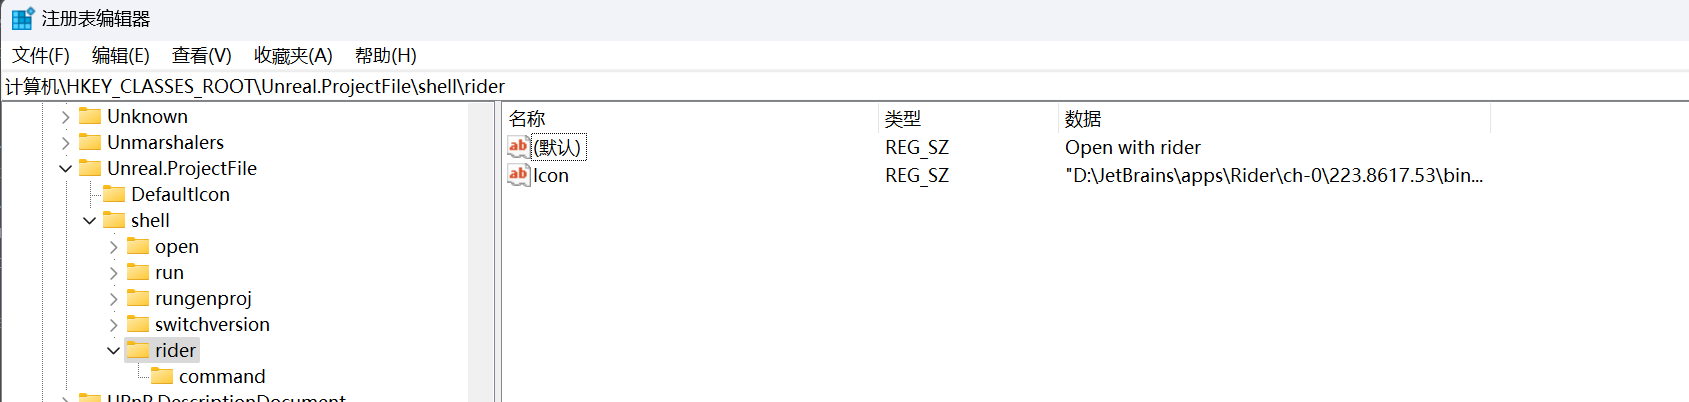 注册表编辑器
文件(F) 编辑(E) 查看(V) 收藏夹(A) 帮助(H)
计算机\HKEY_CLASSES_ROOT\Unreal.ProjectFile\shell\rider
Unknown
Unmarshalers
Unreal.ProjectFile
DefaultIcon
shell
open
run
rungenproj
switchversion
rider
command
UPnP.DescriptionDocument
名称 类型 数据
(默认) REG_SZ Open with rider
Icon REG_SZ "D:\JetBrains\apps\Rider\ch-0\223.8617.53\bin...